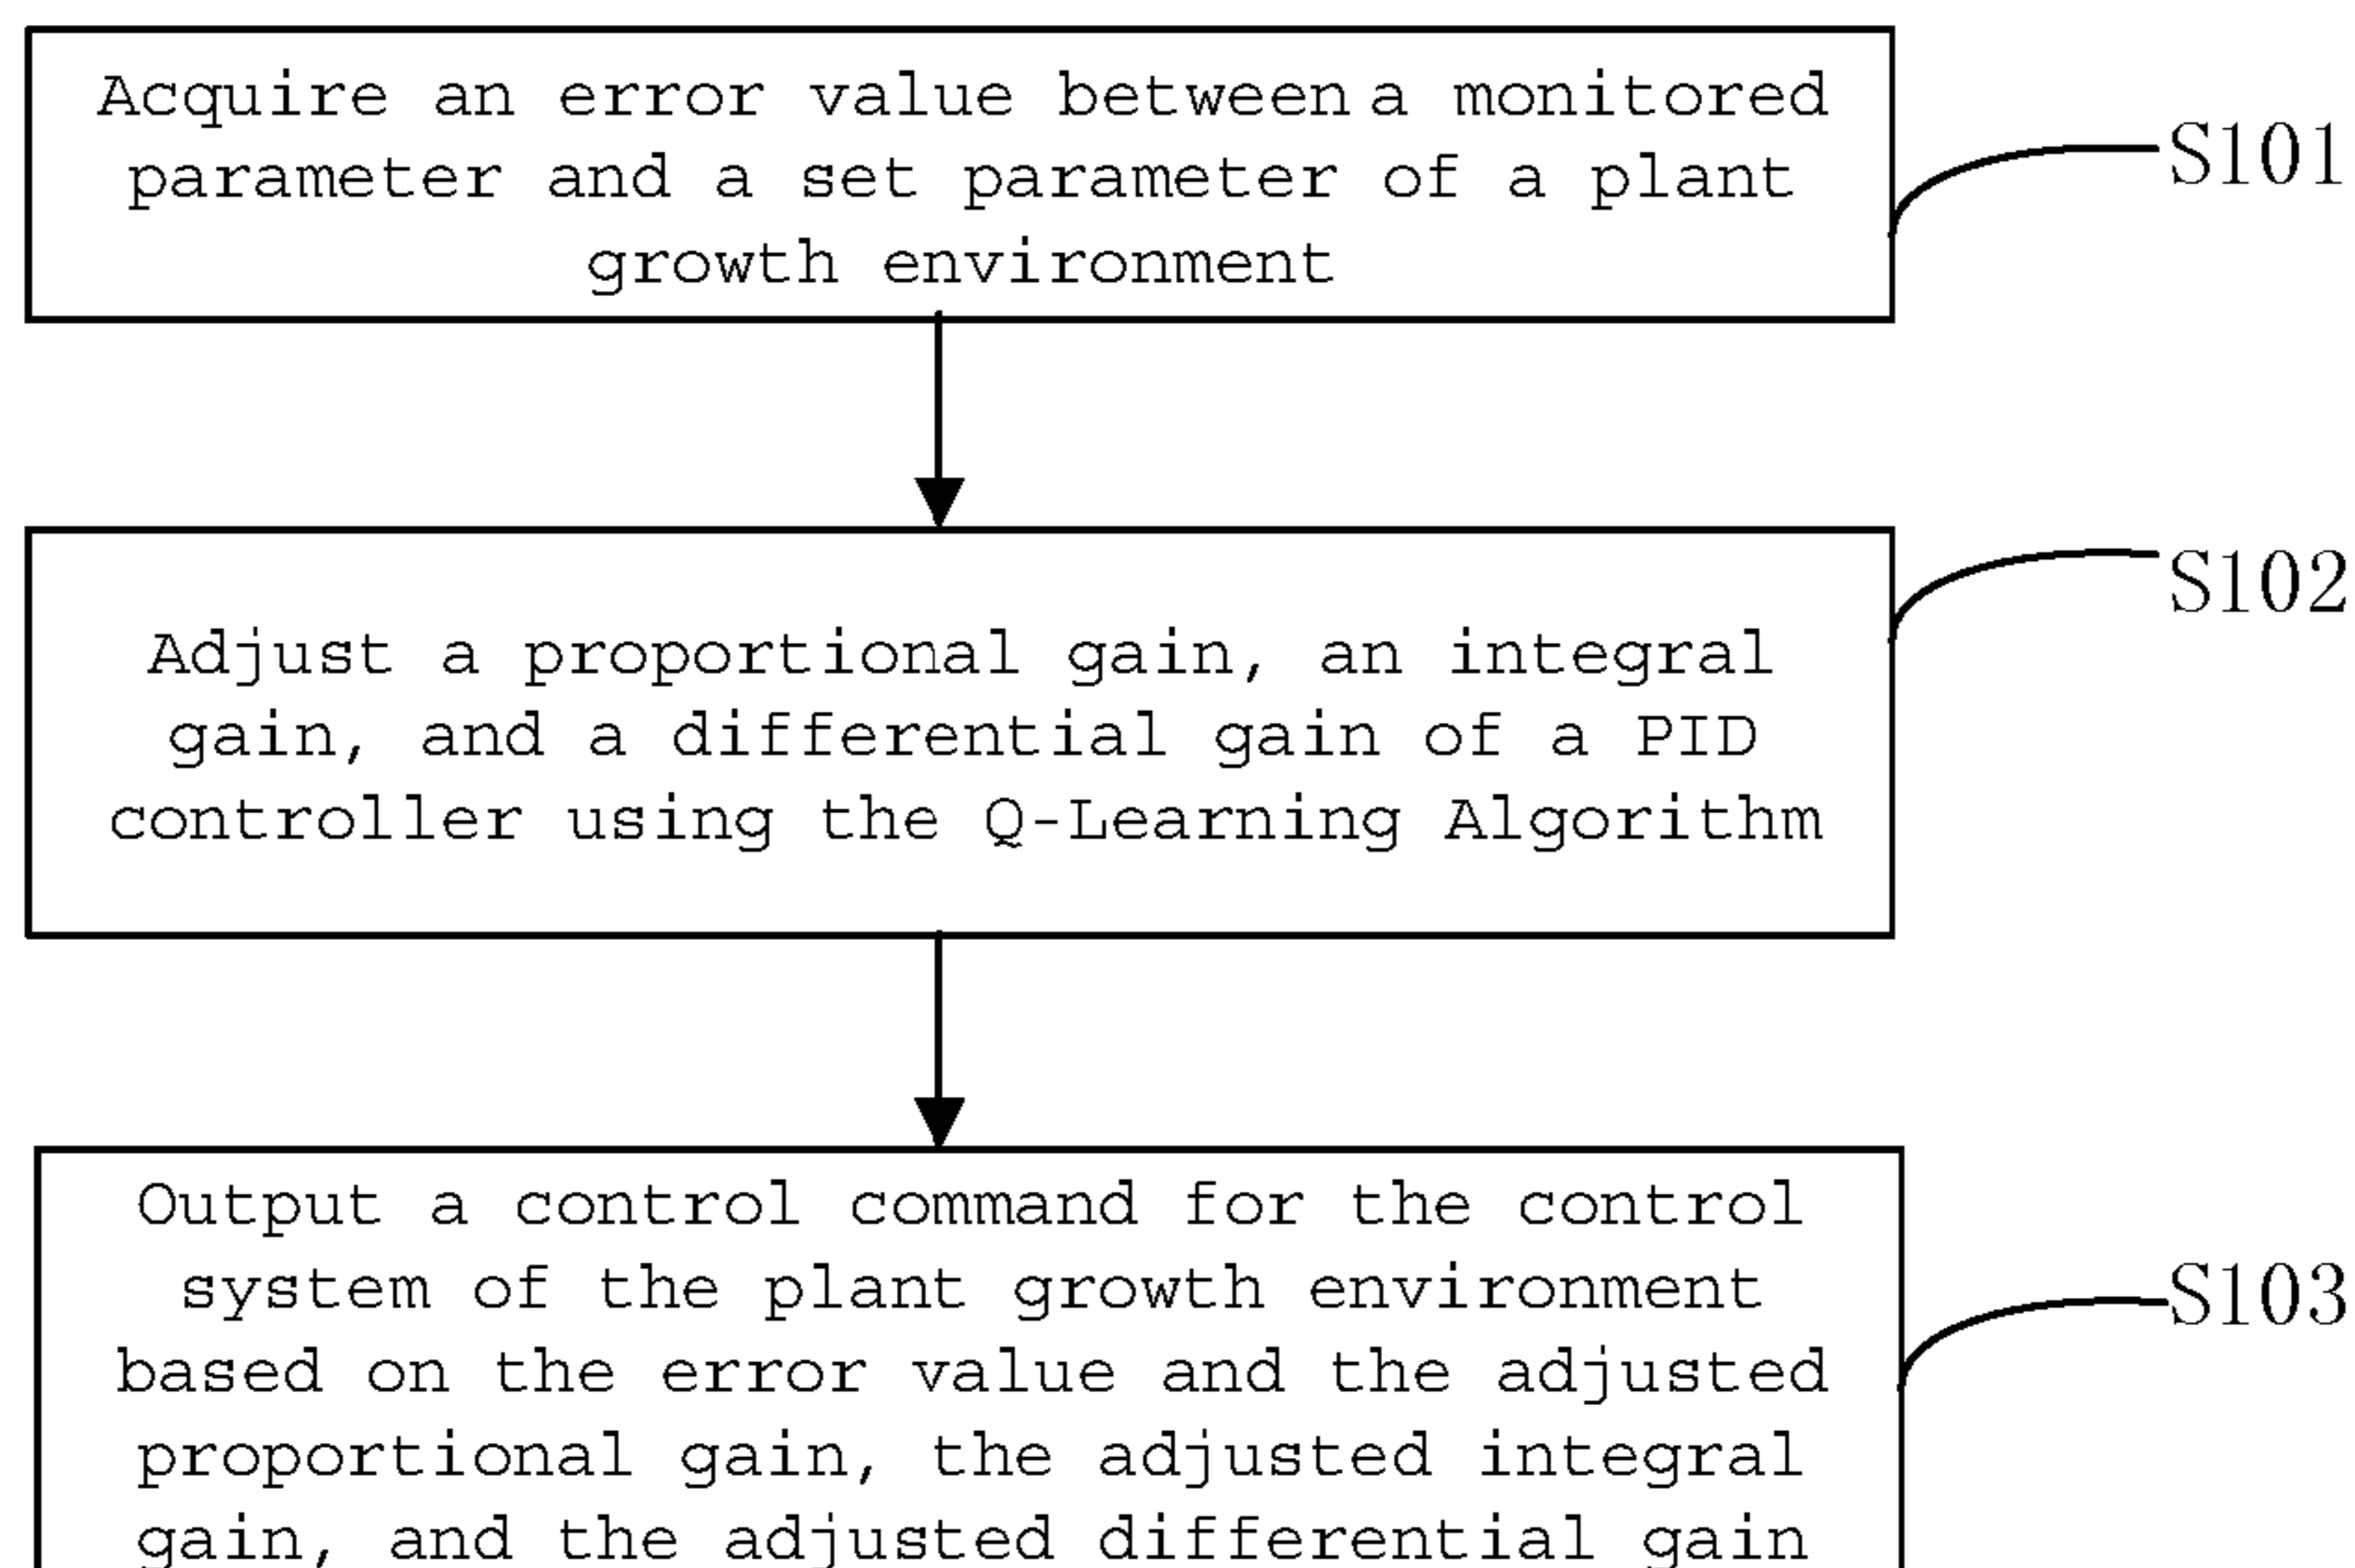 Acquire an error value between a monitored
parameter and a set parameter of a plant
growth environment
S101
Adjust a proportional gain, an integral
gain, and a differential gain of a PID
controller using the Q-Learning Algorithm
S102
Output a control command for the control
system of the plant growth environment
based on the error value and the adjusted
proportional gain, the adjusted integral
gain, and the adjusted differential gain
S103